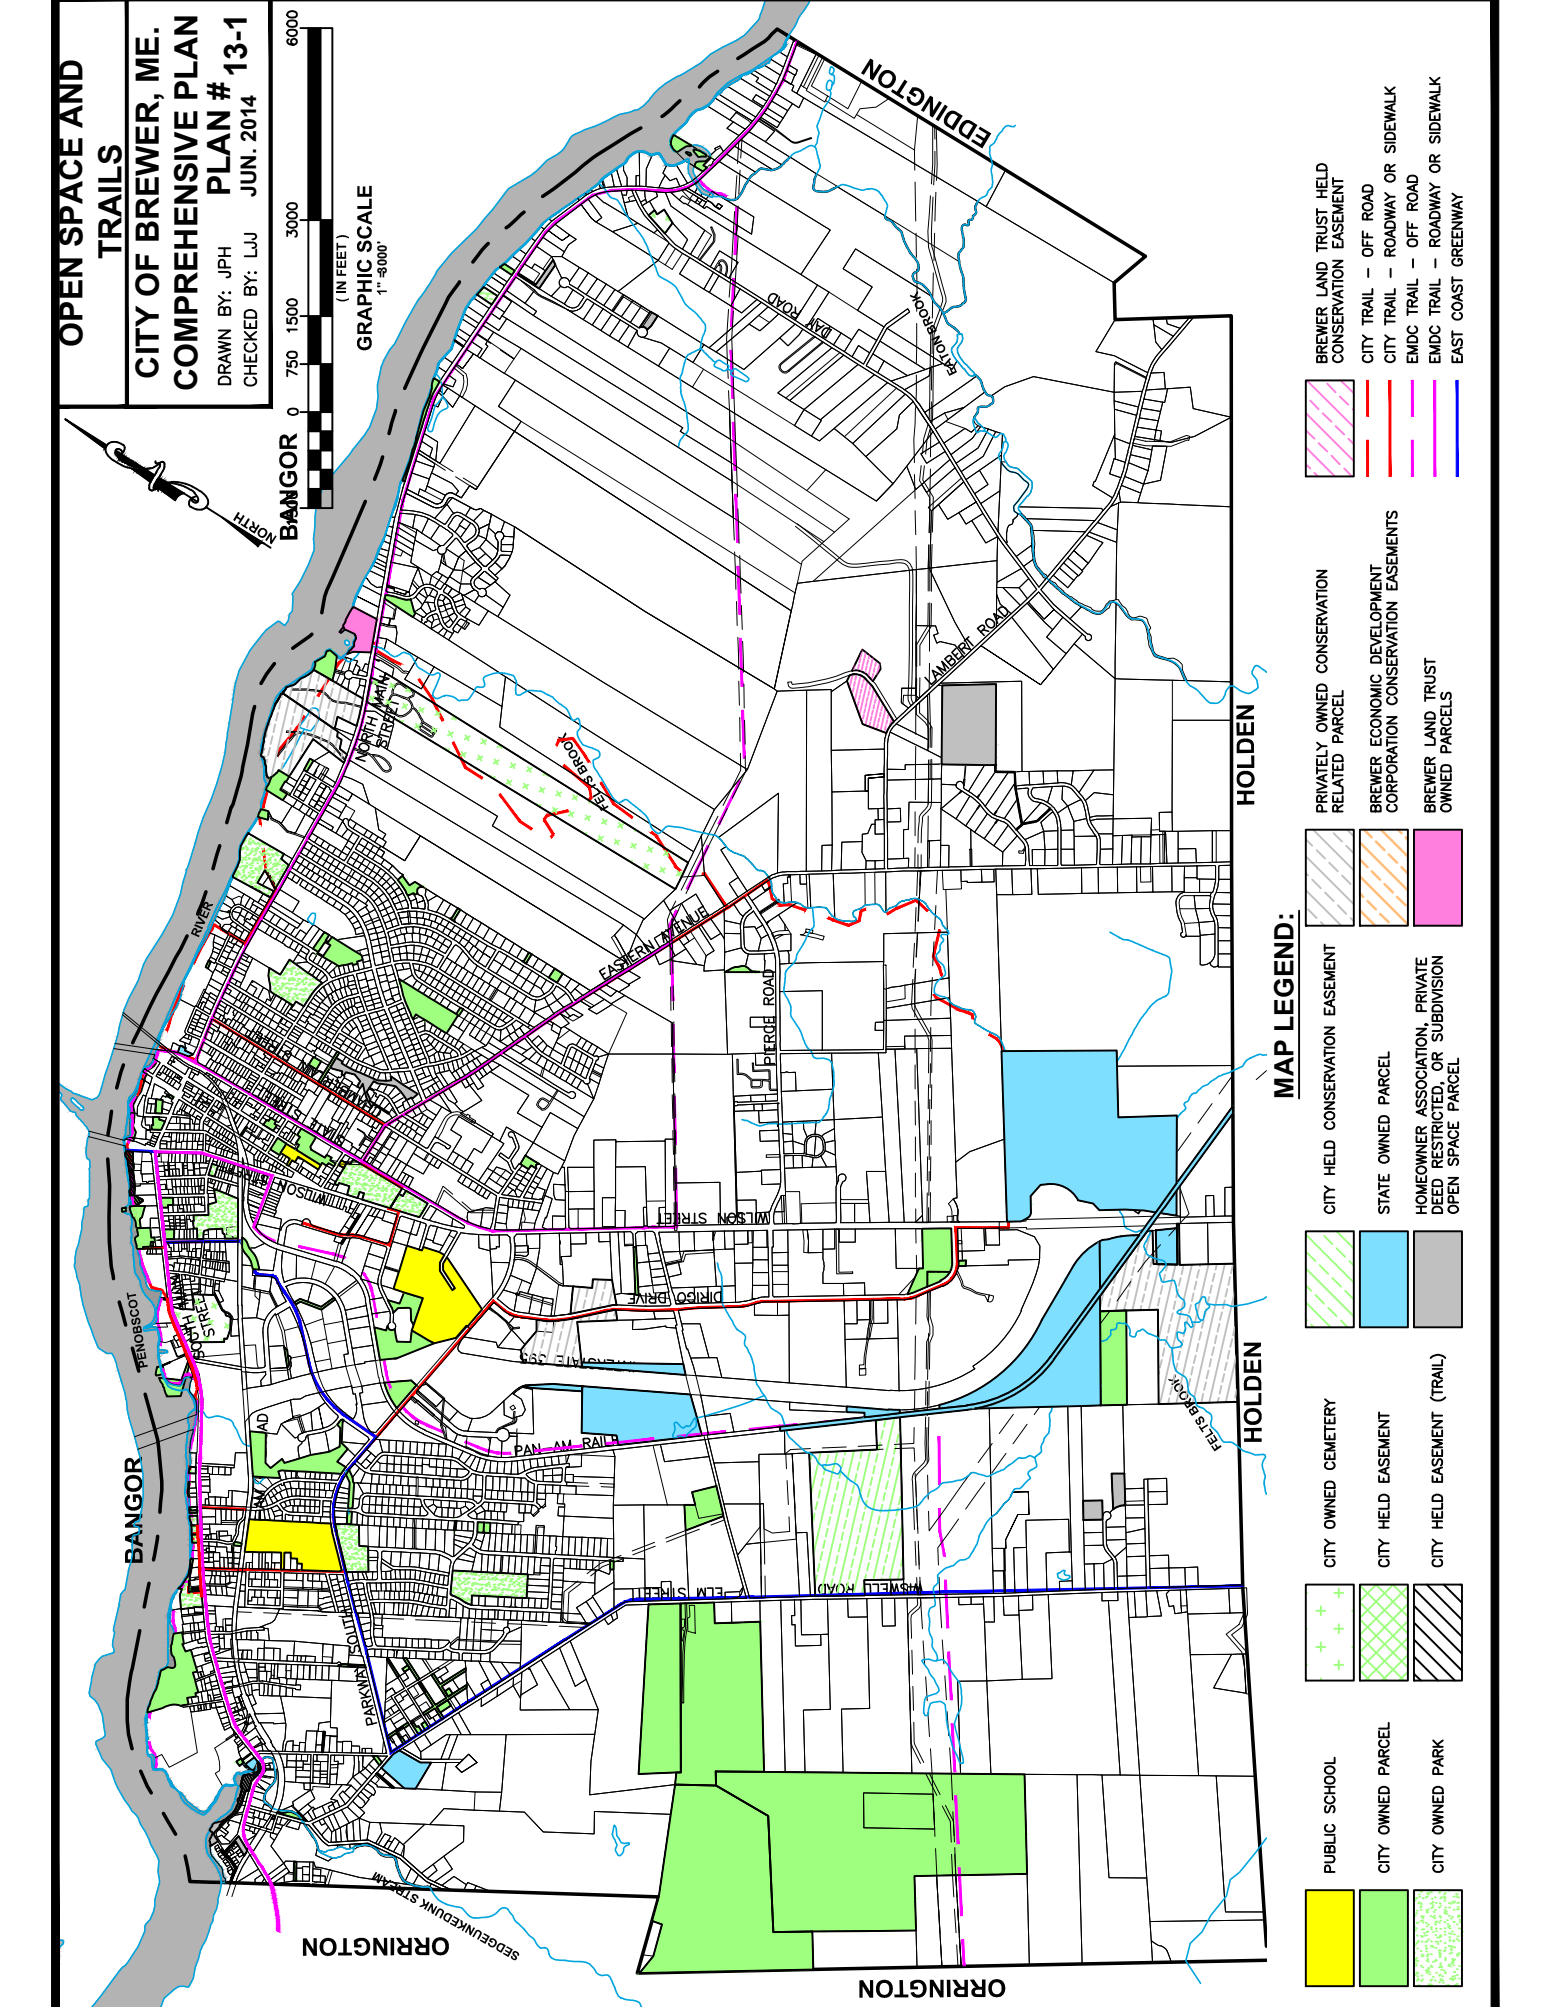 OPEN SPACE AND
TRAILS
CITY OF BREWER, ME.
COMPREHENSIVE PLAN
PLAN # 13-1
DRAWN BY: JPH
CHECKED BY: LJJ
JUN. 2014
6000
3000
1500
750
0
( IN FEET )
GRAPHIC SCALE
NORTH
BANGOR
EDDINGTON
DAY ROAD
EATON BROOK
LAMBERT ROAD
NORTH MAIN
STREET
FELTS BROOK
RIVER
EASTERN AVENUE
PIERCE ROAD
STATE STREET
WILSON STREET
WILSON STREET
DIRIGO DRIVE
INTERSTATE 395
PENOBSCOT
SOUTH MAIN
STREET
PAN AM RAIL
BANGOR
ELM STREET
WISWELL ROAD
PARKWAY SOUTH
FELTS BROOK
HOLDEN
HOLDEN
SEDGEUNKEDUNK STREAM
ORRINGTON
ORRINGTON
MAP LEGEND:
PUBLIC SCHOOL
CITY OWNED PARCEL
CITY OWNED PARK
CITY OWNED CEMETERY
CITY HELD EASEMENT
CITY HELD EASEMENT (TRAIL)
CITY HELD CONSERVATION EASEMENT
STATE OWNED PARCEL
HOMEOWNER ASSOCIATION, PRIVATE
DEED RESTRICTED, OR SUBDIVISION
OPEN SPACE PARCEL
PRIVATELY OWNED CONSERVATION
RELATED PARCEL
BREWER ECONOMIC DEVELOPMENT
CORPORATION CONSERVATION EASEMENTS
BREWER LAND TRUST
OWNED PARCELS
BREWER LAND TRUST HELD
CONSERVATION EASEMENT
CITY TRAIL – OFF ROAD
CITY TRAIL – ROADWAY OR SIDEWALK
EMDC TRAIL – OFF ROAD
EMDC TRAIL – ROADWAY OR SIDEWALK
EAST COAST GREENWAY